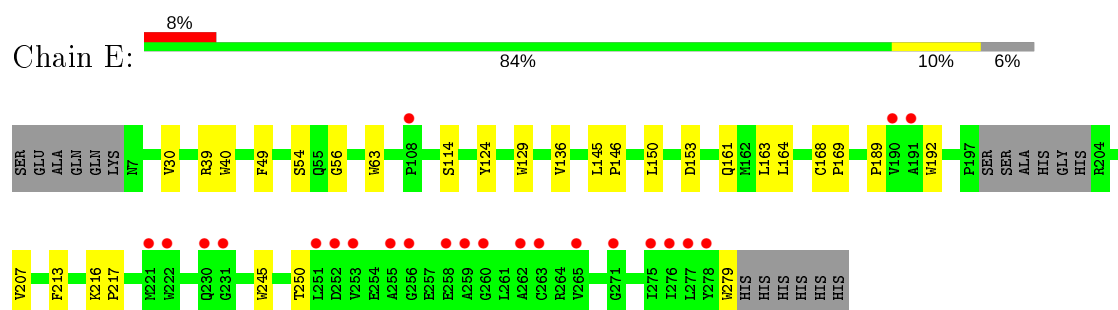 8%
Chain E:
84% 10% 6%
SER GLU ALA GLN GLN LYS N7 V30 R39 W40 F49 S54 Q55 G56 W63 P108 S114 Y124 W129 V136 L145 P146 L150 D153 Q161 M162 L163 L164 C168 P169 P189 V190 A191 W192 P197 SER SER ALA HIS GLY HIS R204
V207 F213 K216 P217 M221 W222 Q230 G231 W245 T250 L251 D252 V253 E254 A255 G256 E257 E258 A259 G260 L261 A262 C263 R264 V265 G271 I275 I276 L277 Y278 W279 HIS HIS HIS HIS HIS HIS